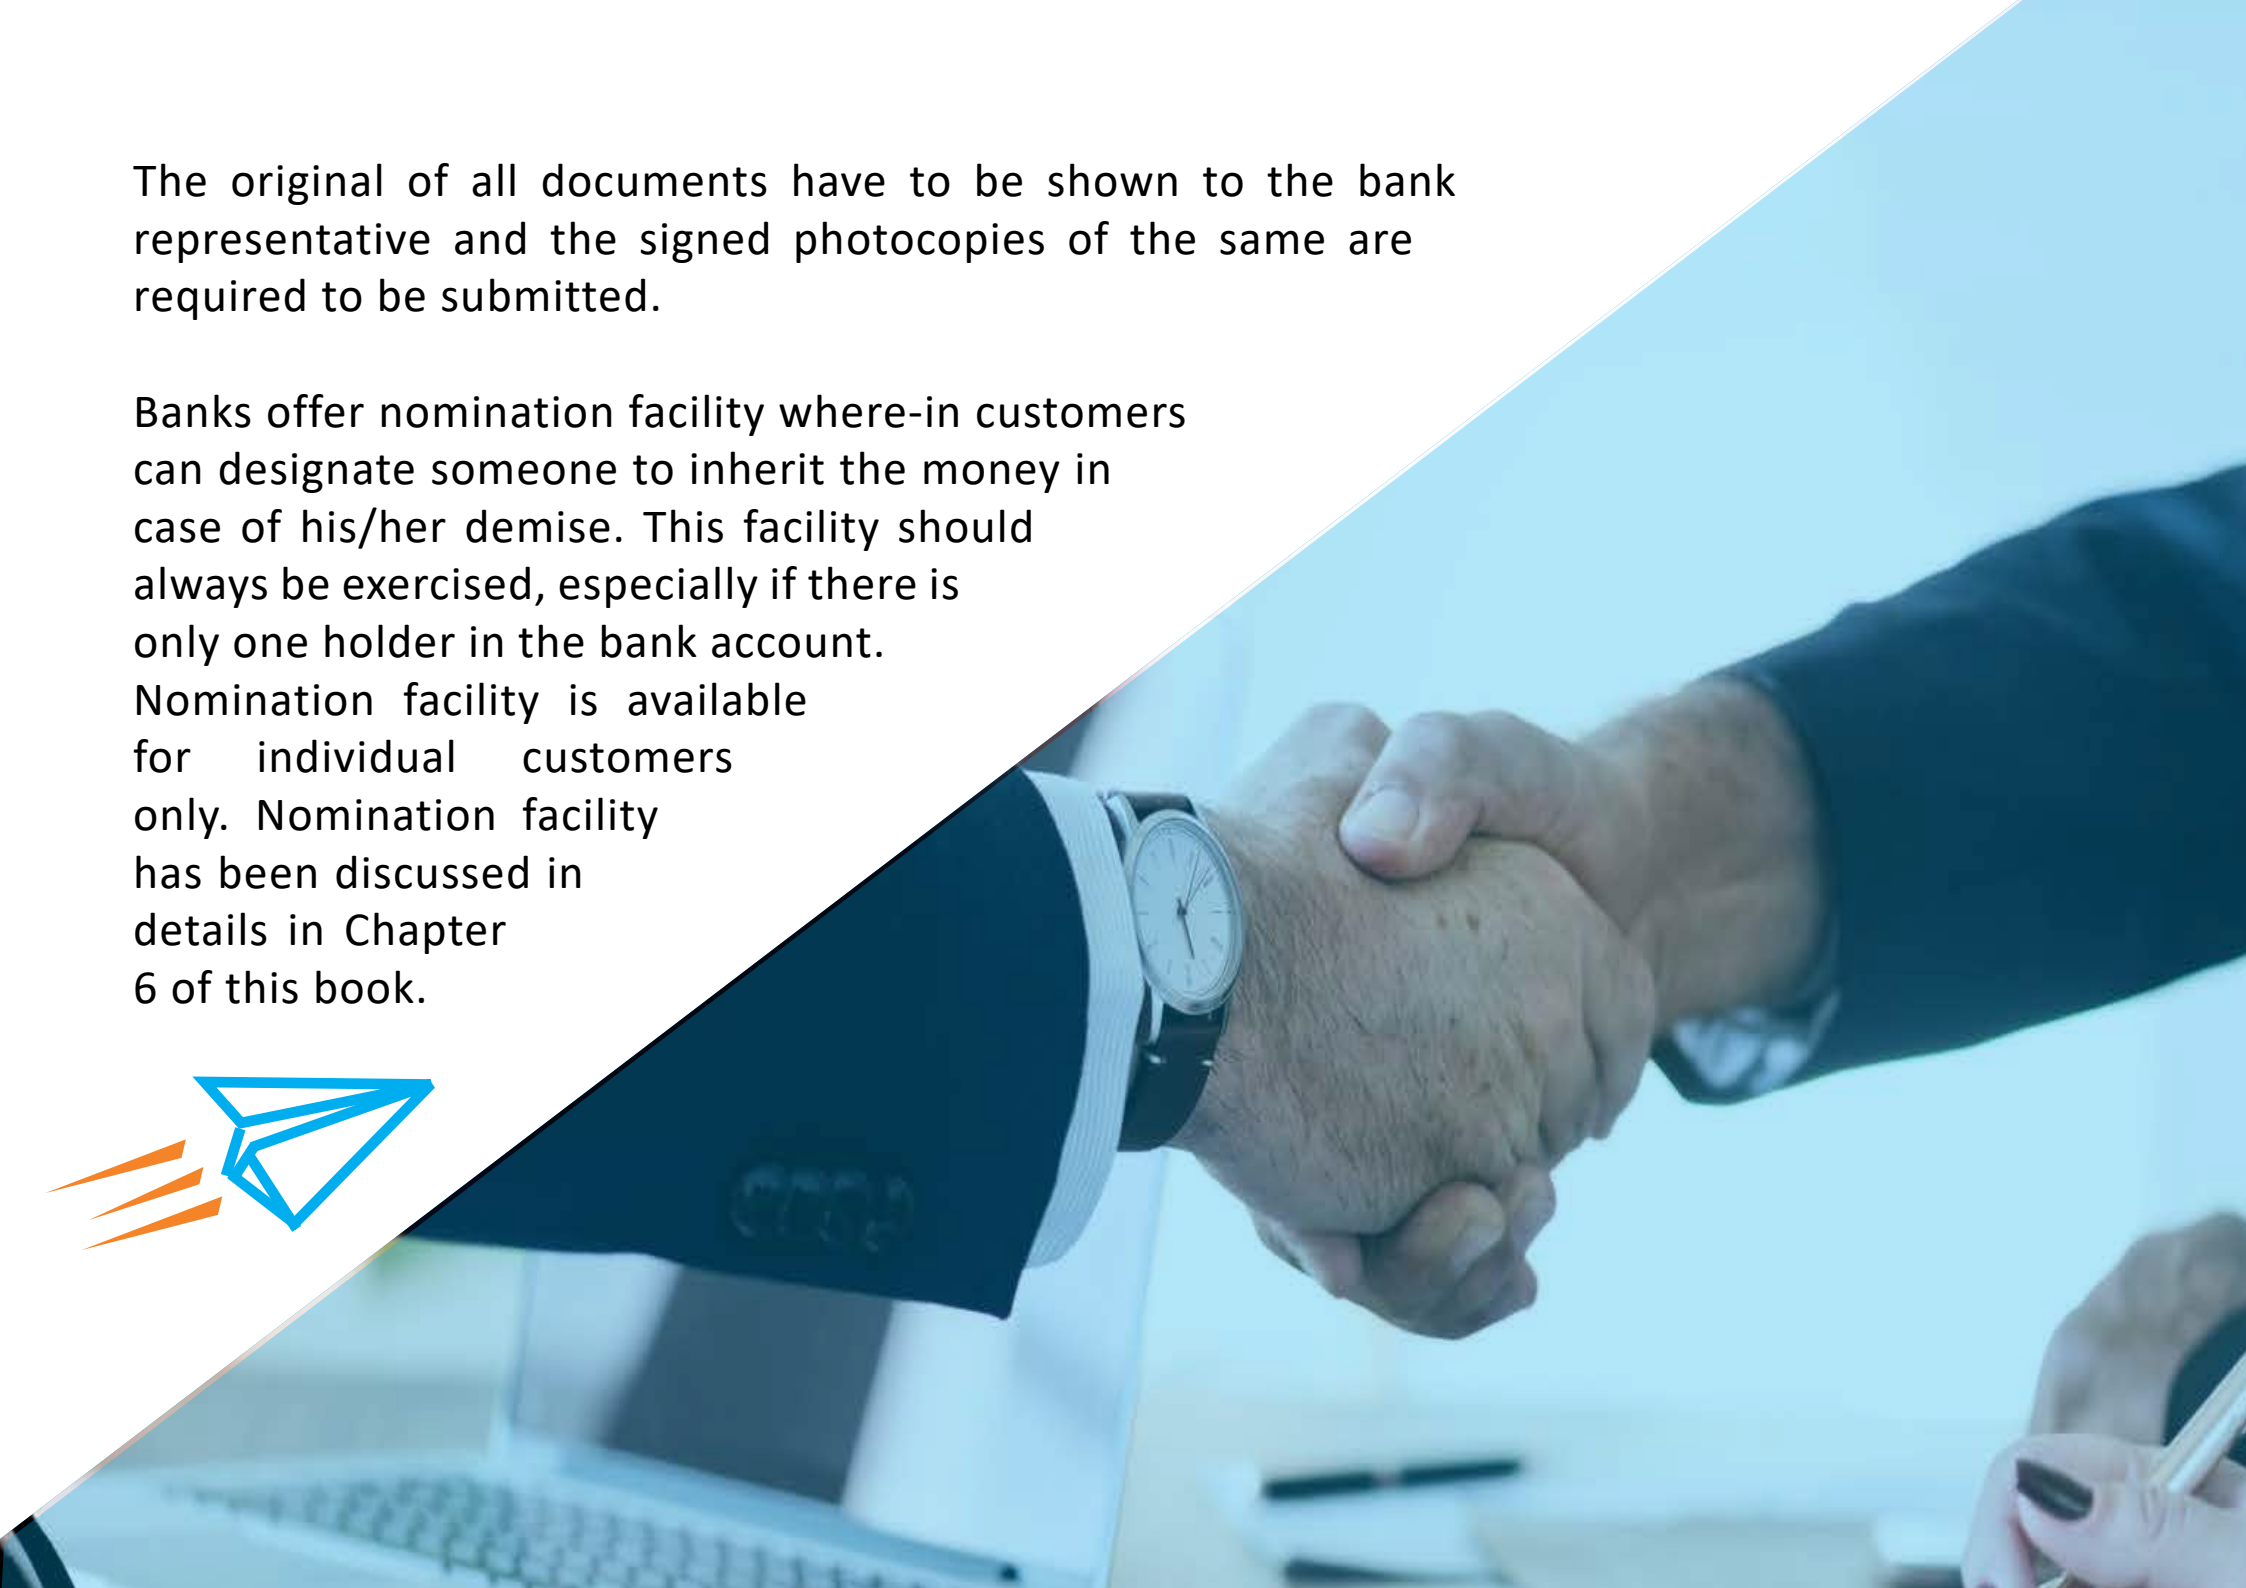 The original of all documents have to be shown to the bank
representative and the signed photocopies of the same are
required to be submitted.
Banks offer nomination facility where-in customers
can designate someone to inherit the money in
case of his/her demise. This facility should
always be exercised, especially if there is
only one holder in the bank account.
Nomination facility is available
for individual customers
only. Nomination facility
has been discussed in
details in Chapter
6 of this book.